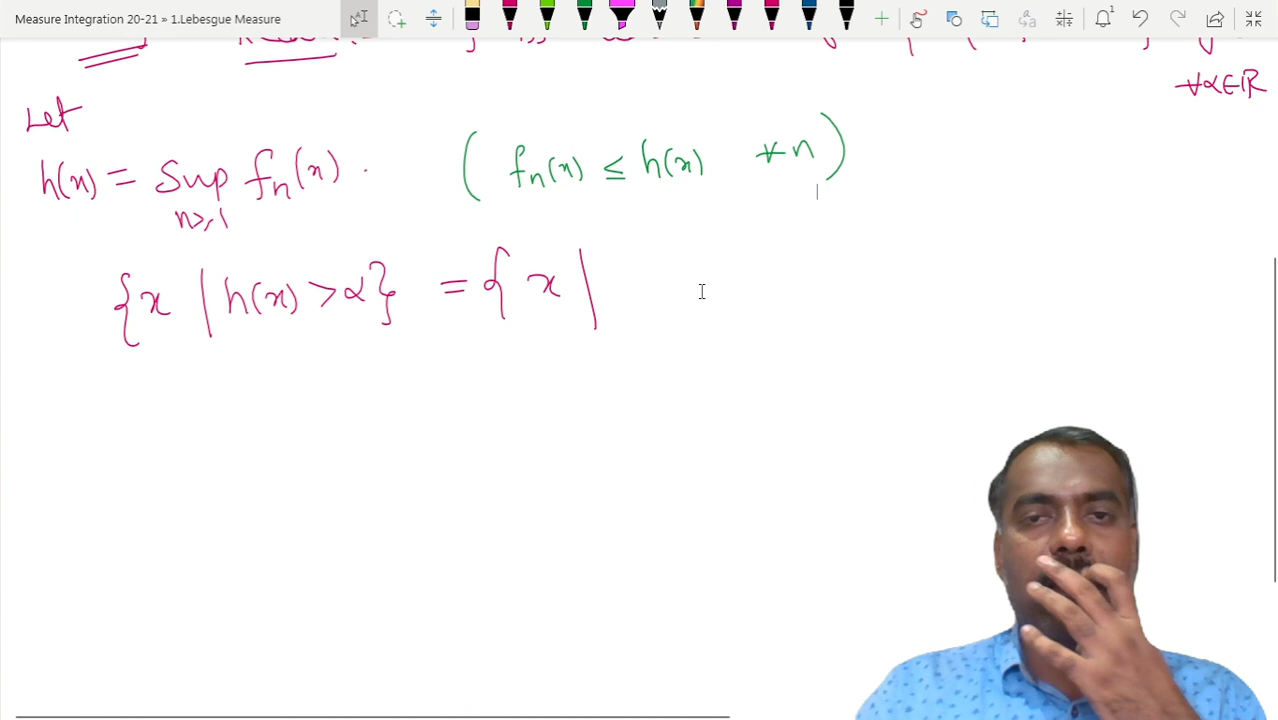 Measure Integration 20-21 » 1.Lebesgue Measure
∀α∈ℝ
Let
h(x) = Sup fₙ(x). ( fₙ(x) ≤ h(x) ∀n )
n≥1
{x | h(x) > α} = { x |